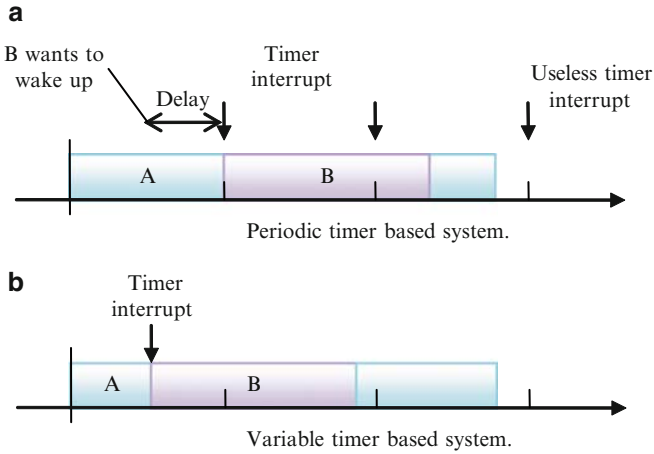 a
B wants to
wake up
Delay
Timer
interrupt
Useless timer
interrupt
A
B
Periodic timer based system.
b
Timer
interrupt
A
B
Variable timer based system.